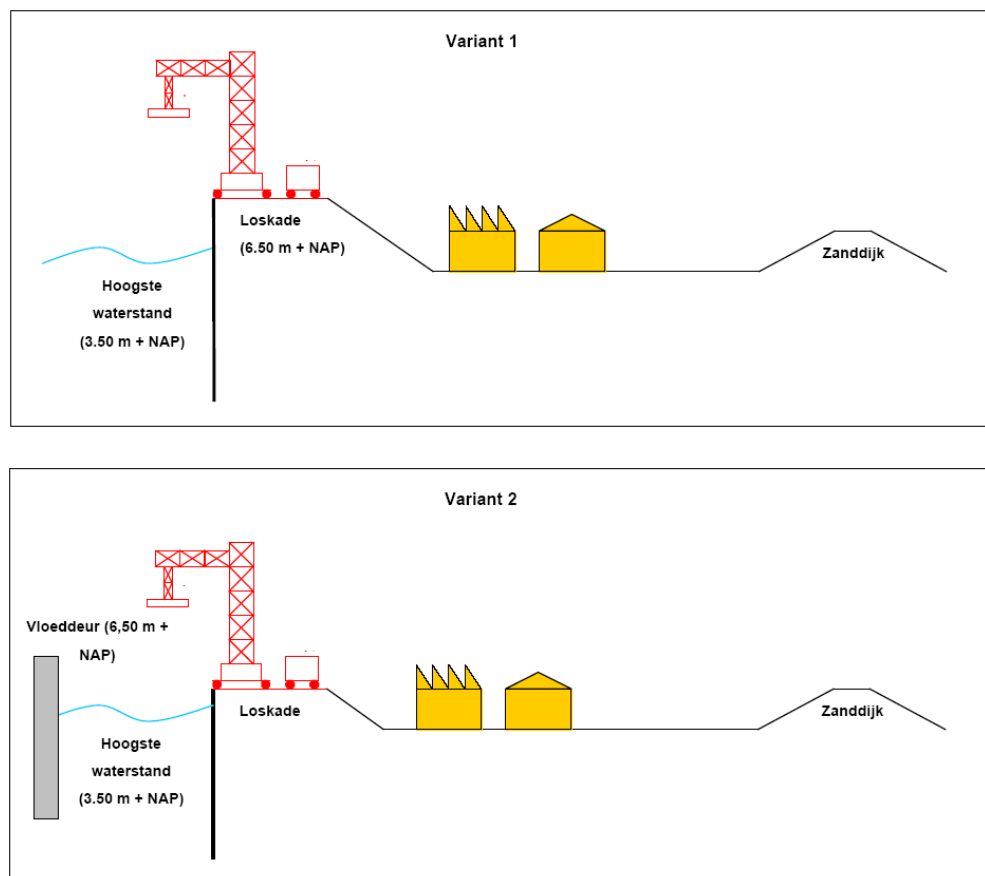 Variant 1
Loskade
(6.50 m + NAP)
Zanddijk
Hoogste
waterstand
(3.50 m + NAP)
Variant 2
Vloeddeur (6,50 m +
NAP)
Loskade
Zanddijk
Hoogste
waterstand
(3.50 m + NAP)